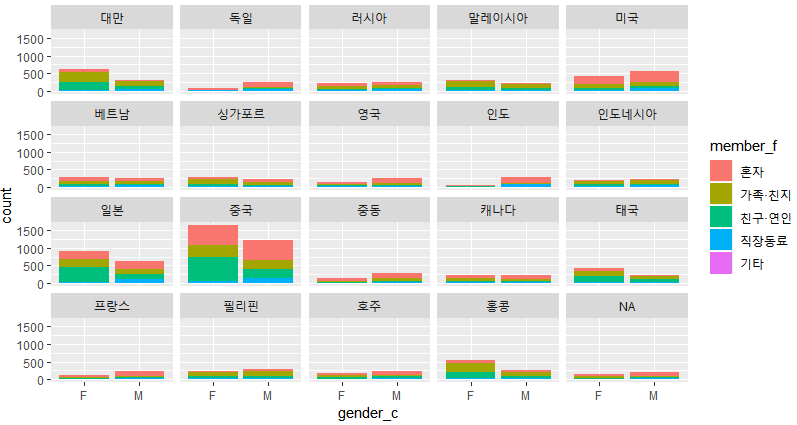 대만 독일 러시아 말레이시아 미국
1500
1000
500
0
베트남 싱가포르 영국 인도 인도네시아
1500
1000
500
0
일본 중국 중동 캐나다 태국
1500
1000
500
0
프랑스 필리핀 호주 홍콩 NA
1500
1000
500
0
F M F M F M F M F M
gender_c
count
member_f
혼자
가족·친지
친구·연인
직장동료
기타